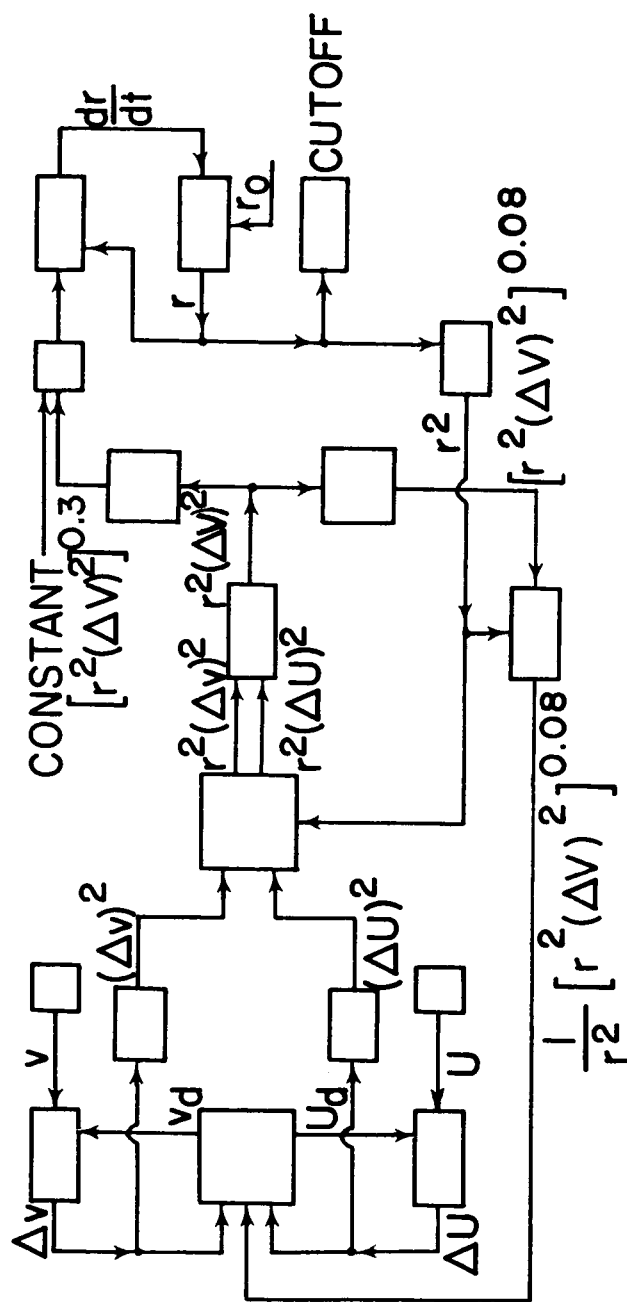 CONSTANT
[r²(ΔV)²]^0.3
dr/dt
r₀
r
CUTOFF
v
Δv
(Δv)²
v_d
r²(Δv)²
r²(Δv)²
r²(ΔU)²
U_d
(ΔU)²
U
ΔU
r²
[r²(ΔV)²]^0.08
1/r² [r²(ΔV)²]^0.08